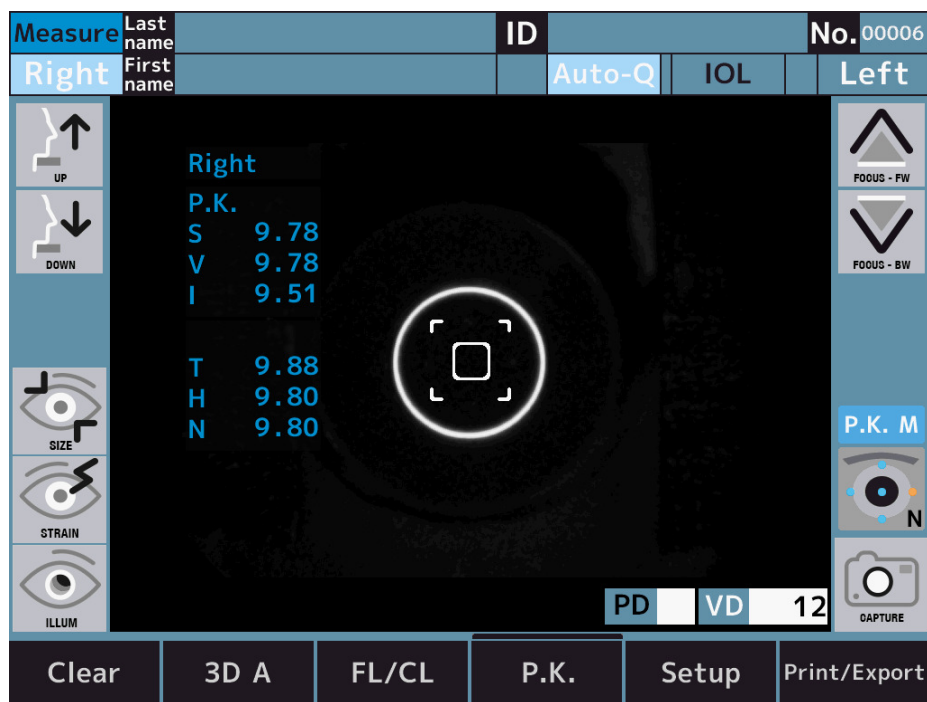 Measure Last name ID No. 00006
Right First name Auto-Q IOL Left
UP
DOWN
SIZE
STRAIN
ILLUM
Right
P.K.
S 9.78
V 9.78
I 9.51
T 9.88
H 9.80
N 9.80
FOCUS - FW
FOCUS - BW
P.K. M
N
CAPTURE
PD VD 12
Clear 3D A FL/CL P.K. Setup Print/Export